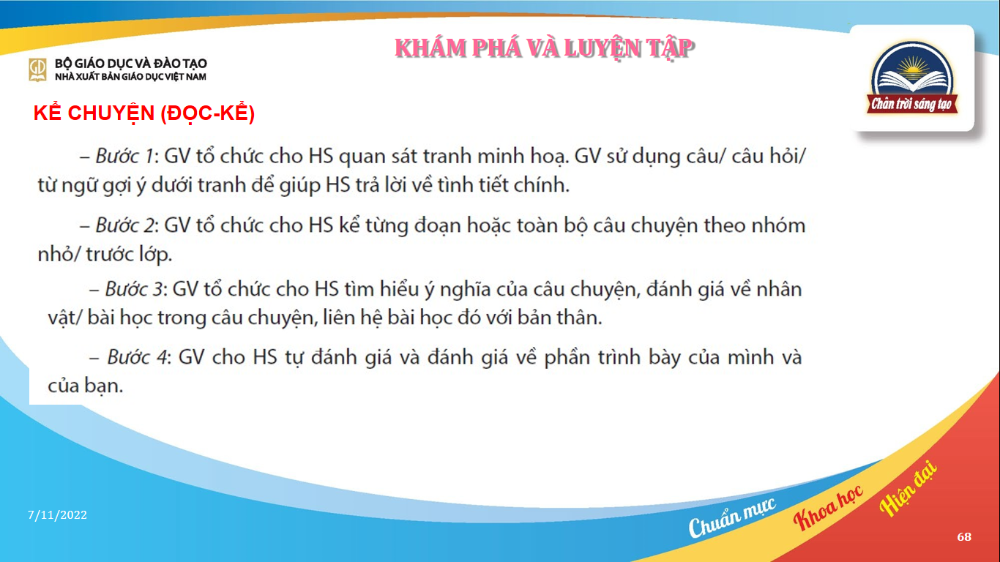 KHÁM PHÁ VÀ LUYỆN TẬP
BỘ GIÁO DỤC VÀ ĐÀO TẠO
NHÀ XUẤT BẢN GIÁO DỤC VIỆT NAM
Chân trời sáng tạo
KỂ CHUYỆN (ĐỌC-KỂ)
– Bước 1: GV tổ chức cho HS quan sát tranh minh hoạ. GV sử dụng câu/ câu hỏi/
từ ngữ gợi ý dưới tranh để giúp HS trả lời về tình tiết chính.
– Bước 2: GV tổ chức cho HS kể từng đoạn hoặc toàn bộ câu chuyện theo nhóm
nhỏ/ trước lớp.
– Bước 3: GV tổ chức cho HS tìm hiểu ý nghĩa của câu chuyện, đánh giá về nhân
vật/ bài học trong câu chuyện, liên hệ bài học đó với bản thân.
– Bước 4: GV cho HS tự đánh giá và đánh giá về phần trình bày của mình và
của bạn.
7/11/2022
Chuẩn mực
Khoa học
Hiện đại
68